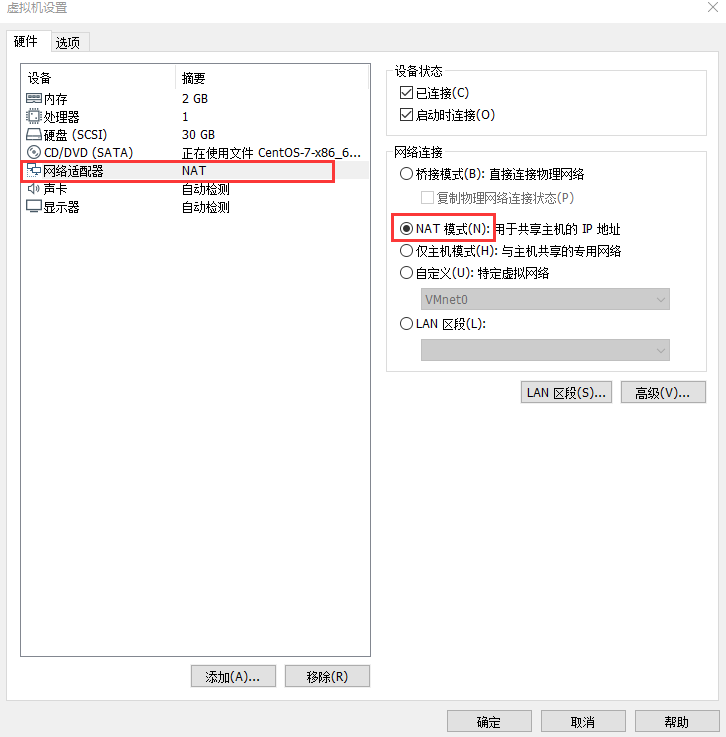 虚拟机设置
硬件 选项
设备 摘要
内存 2 GB
处理器 1
硬盘 (SCSI) 30 GB
CD/DVD (SATA) 正在使用文件 CentOS-7-x86_6...
网络适配器 NAT
声卡 自动检测
显示器 自动检测
添加(A)... 移除(R)
设备状态
已连接(C)
启动时连接(O)
网络连接
桥接模式(B): 直接连接物理网络
复制物理网络连接状态(P)
NAT 模式(N): 用于共享主机的 IP 地址
仅主机模式(H): 与主机共享的专用网络
自定义(U): 特定虚拟网络
VMnet0
LAN 区段(L):
LAN 区段(S)... 高级(V)...
确定 取消 帮助